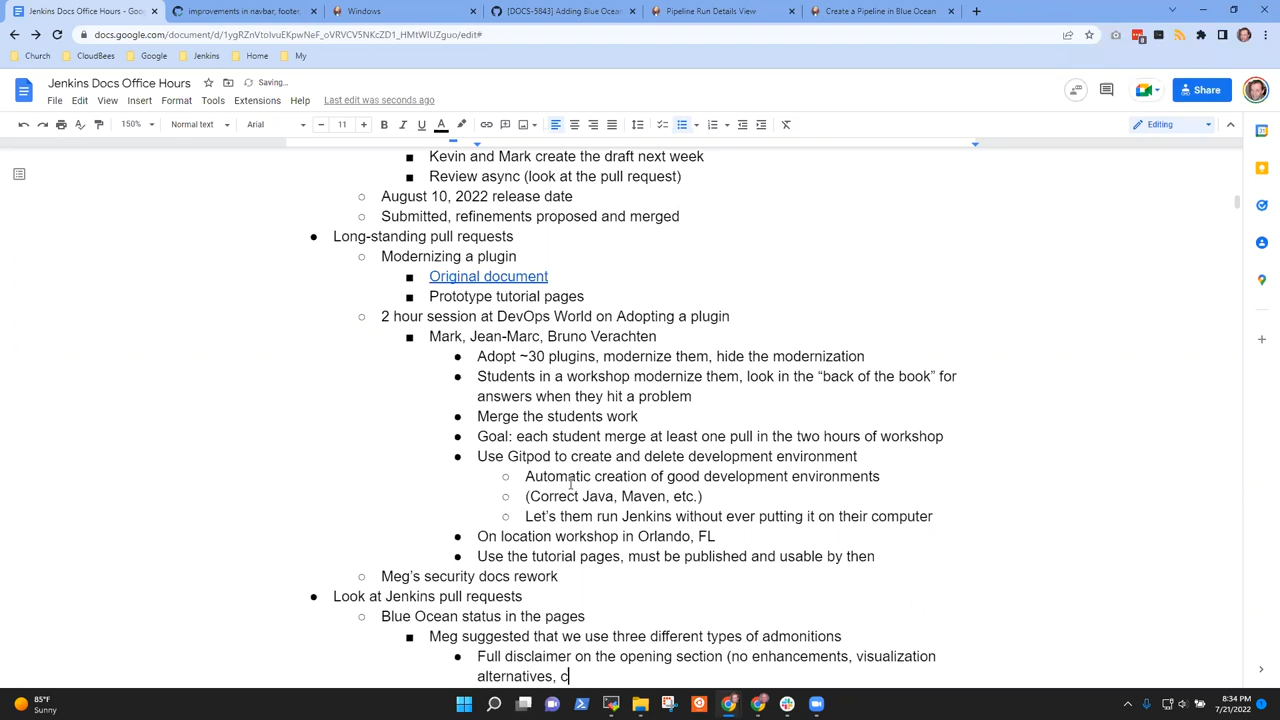 Jenkins Docs Office Hours - Goo
improvements in navbar, footer,
Windows
[DOCS-5843] Adding Blue Ocean
Pipeline Run Details View
Create a Pipeline in Blue Ocean
docs.google.com/document/d/1ygRZnVtoIvuEKpwNeF_oVRVCV5NKcZD1_HMtWIUZguo/edit#
Church
CloudBees
Google
Jenkins
Home
My
Jenkins Docs Office Hours
Saving...
File Edit View Insert Format Tools Extensions Help Last edit was seconds ago
Share
150% Normal text Arial 11 Editing
■ Kevin and Mark create the draft next week
■ Review async (look at the pull request)
○ August 10, 2022 release date
○ Submitted, refinements proposed and merged
● Long-standing pull requests
○ Modernizing a plugin
■ Original document
■ Prototype tutorial pages
○ 2 hour session at DevOps World on Adopting a plugin
■ Mark, Jean-Marc, Bruno Verachten
● Adopt ~30 plugins, modernize them, hide the modernization
● Students in a workshop modernize them, look in the “back of the book” for
answers when they hit a problem
● Merge the students work
● Goal: each student merge at least one pull in the two hours of workshop
● Use Gitpod to create and delete development environment
○ Automatic creation of good development environments
○ (Correct Java, Maven, etc.)
○ Let’s them run Jenkins without ever putting it on their computer
● On location workshop in Orlando, FL
● Use the tutorial pages, must be published and usable by then
○ Meg’s security docs rework
● Look at Jenkins pull requests
○ Blue Ocean status in the pages
■ Meg suggested that we use three different types of admonitions
● Full disclaimer on the opening section (no enhancements, visualization
alternatives, c
85°F
Sunny
8:34 PM
7/21/2022